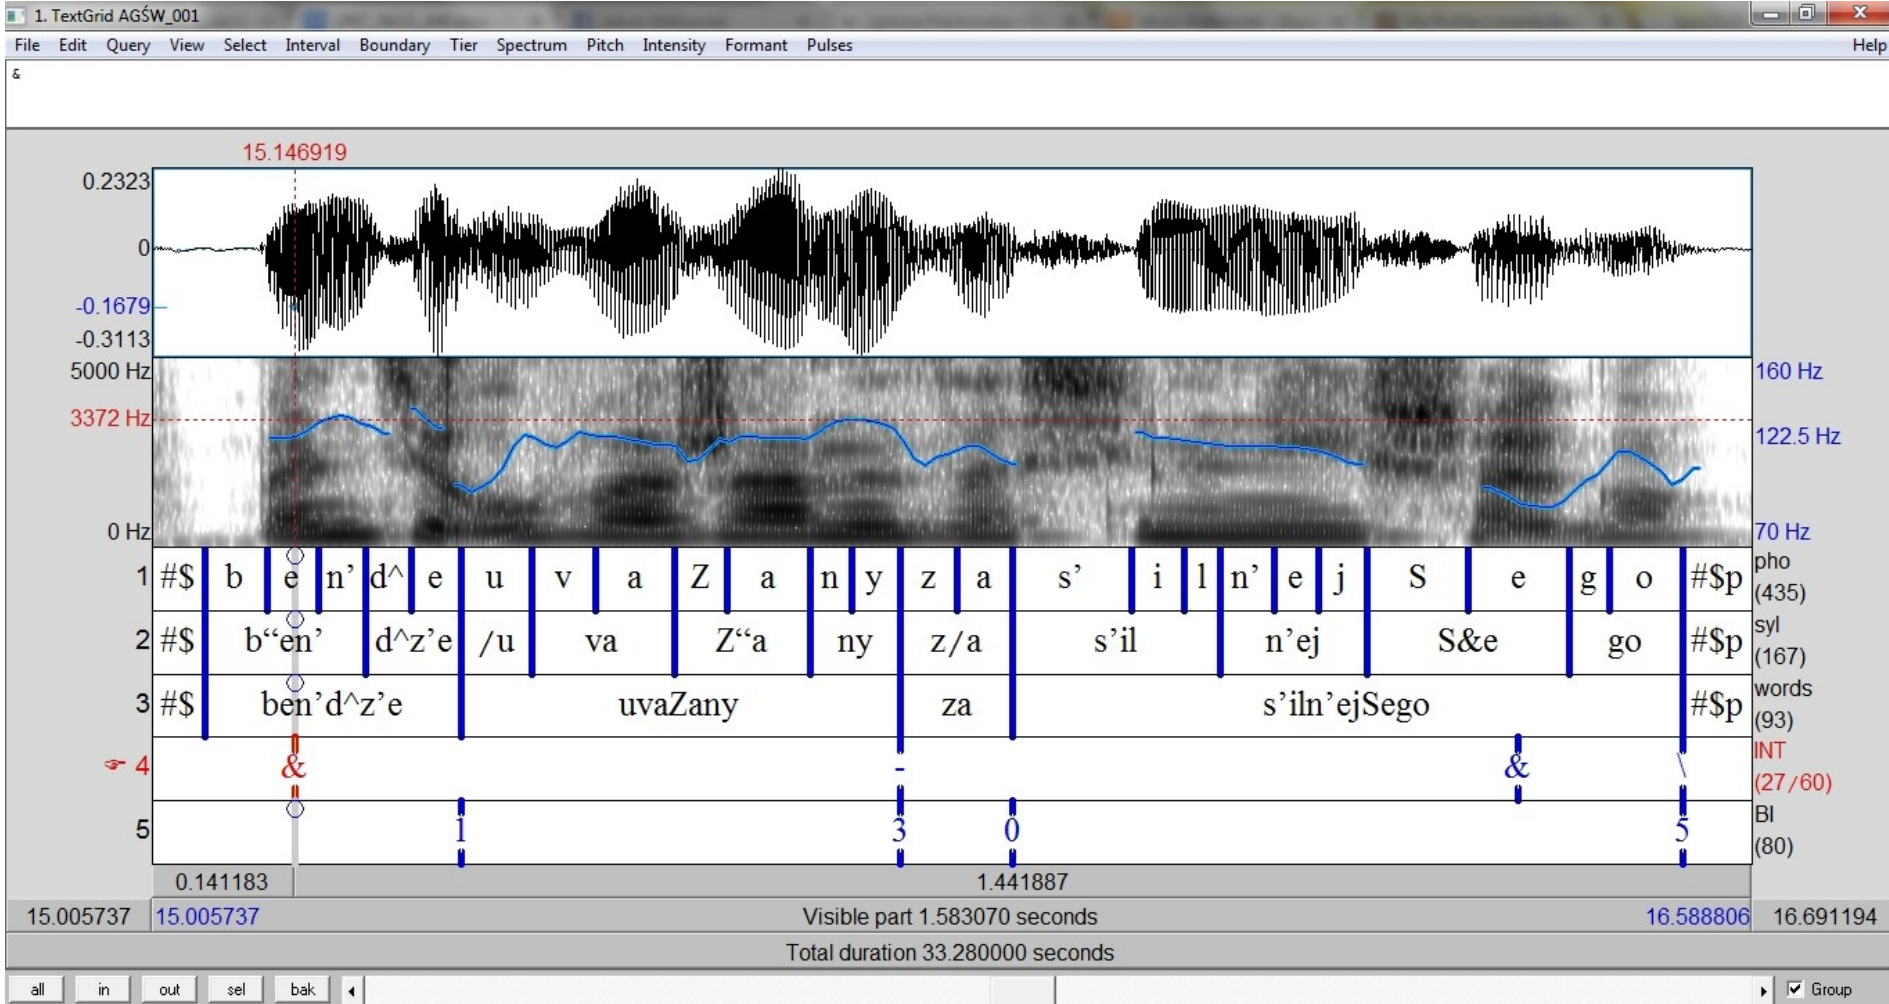 1. TextGrid AGŚW_001
File Edit Query View Select Interval Boundary Tier Spectrum Pitch Intensity Formant Pulses Help
&
15.146919
0.2323
0
-0.1679
-0.3113
5000 Hz 160 Hz
3372 Hz
122.5 Hz
0 Hz 70 Hz
1 #$ b e n’ d^ e u v a Z a n y z a s’ i l n’ e j S e g o #$p pho (435)
2 #$ b“en’ d^z’e /u va Z“a ny z/a s’il n’ej S&e go #$p syl (167)
3 #$ ben’d^z’e uvaZany za s’iln’ejSego #$p words (93)
☞ 4 & - & \ INT (27/60)
5 1 3 0 5 BI (80)
0.141183 1.441887
15.005737 15.005737 Visible part 1.583070 seconds 16.588806 16.691194
Total duration 33.280000 seconds
all in out sel bak Group